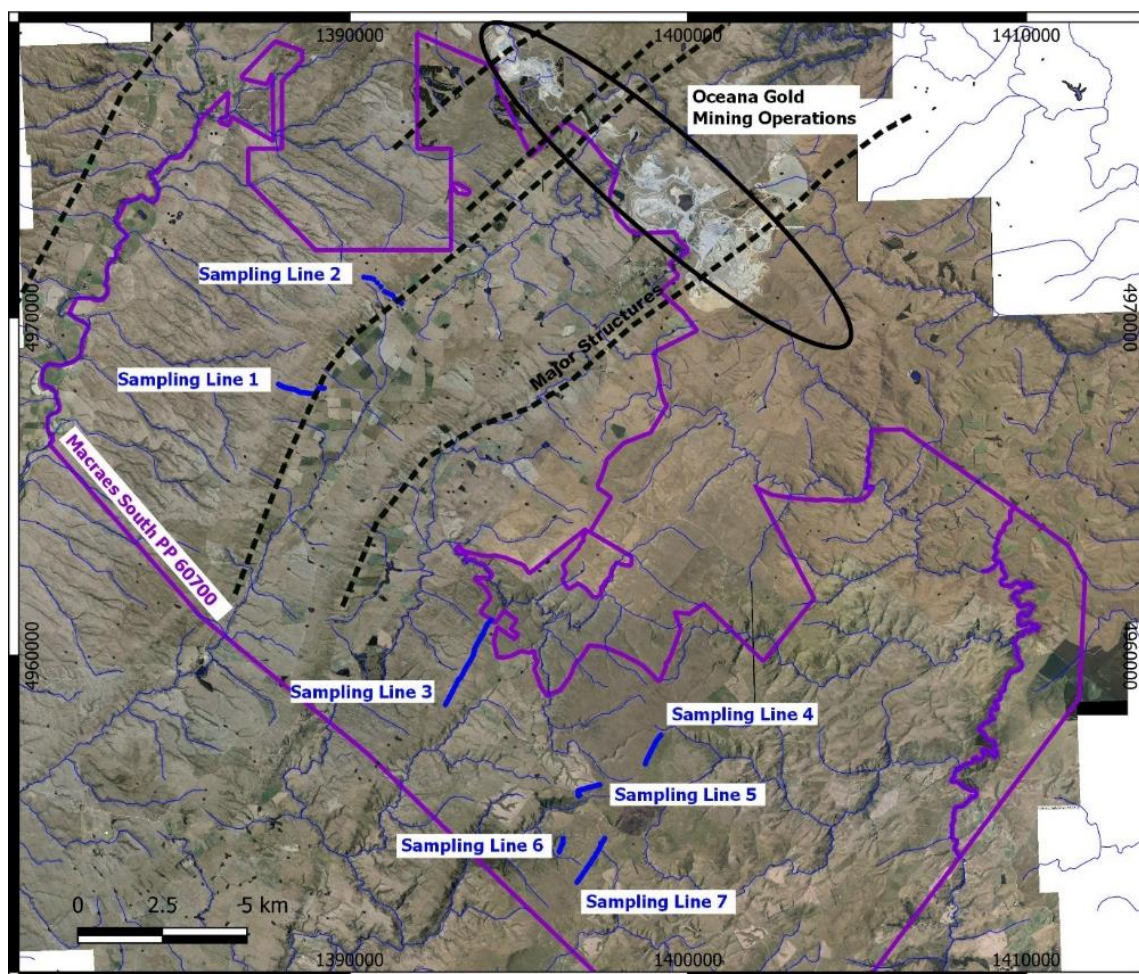 1390000
1400000
1410000
Oceana Gold
Mining Operations
Sampling Line 2
4970000
4970000
Major Structures
Sampling Line 1
Macraes South PP 60700
4960000
4960000
Sampling Line 3
Sampling Line 4
Sampling Line 5
Sampling Line 6
Sampling Line 7
0 2.5 5 km
1390000
1400000
1410000